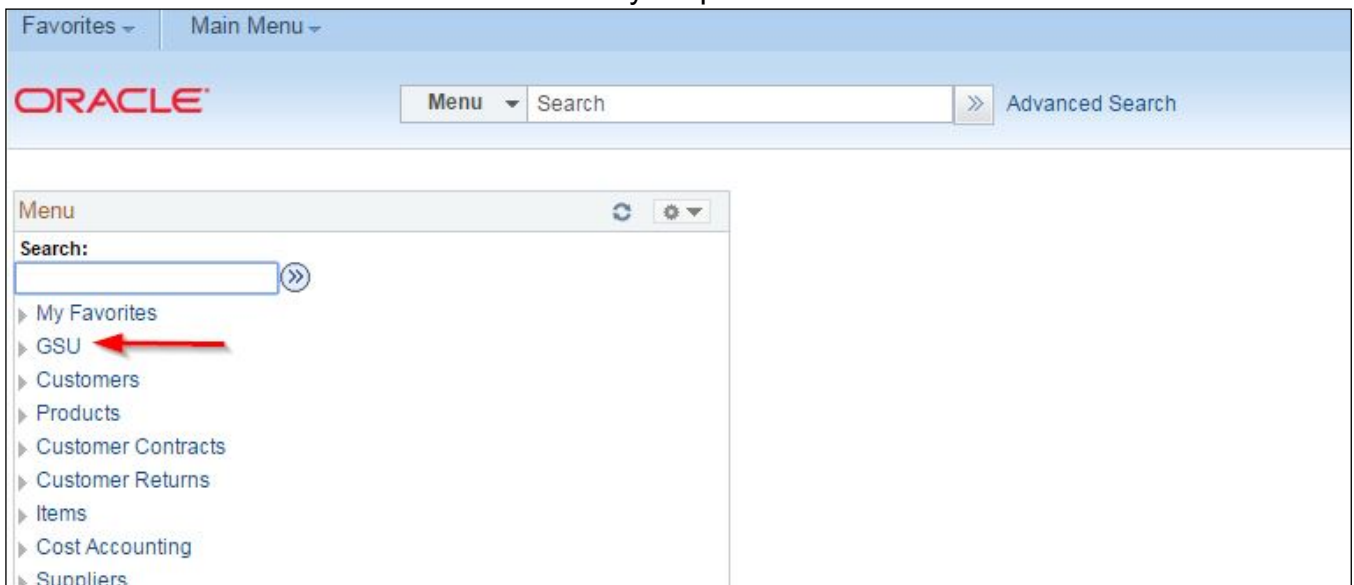 Favorites Main Menu
ORACLE Menu Search Advanced Search
Menu
Search:
My Favorites
GSU
Customers
Products
Customer Contracts
Customer Returns
Items
Cost Accounting
Suppliers